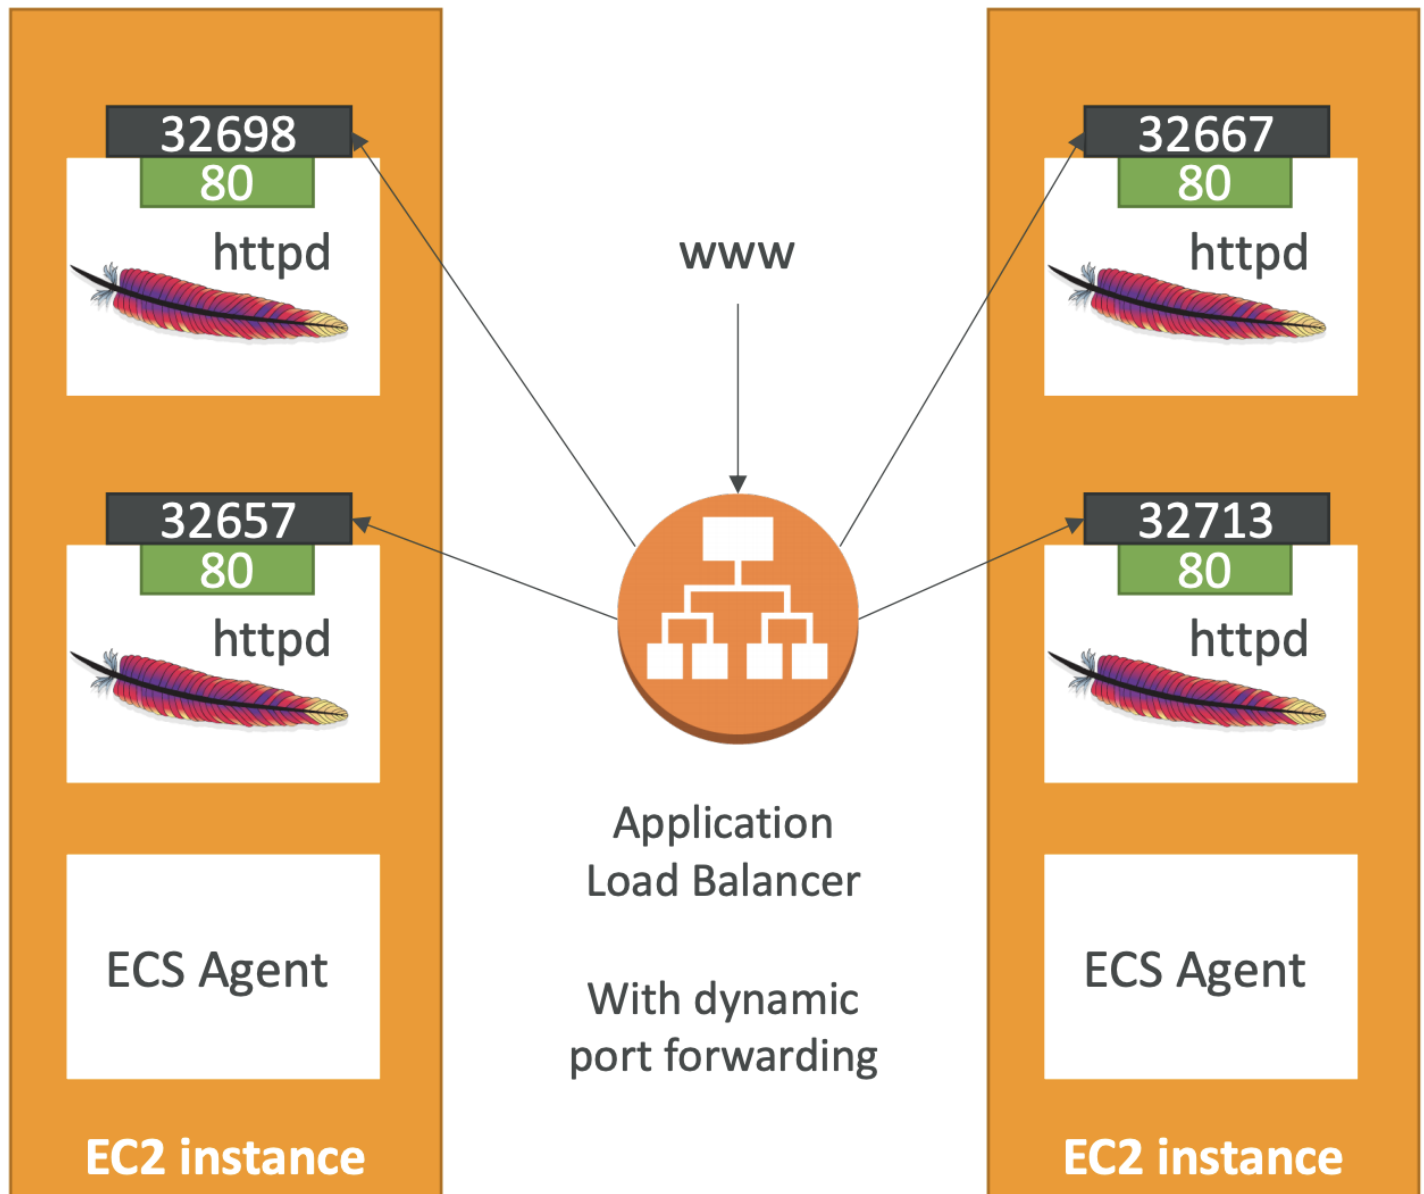 32698
80
httpd
32657
80
httpd
ECS Agent
EC2 instance
www
Application
Load Balancer
With dynamic
port forwarding
32667
80
httpd
32713
80
httpd
ECS Agent
EC2 instance